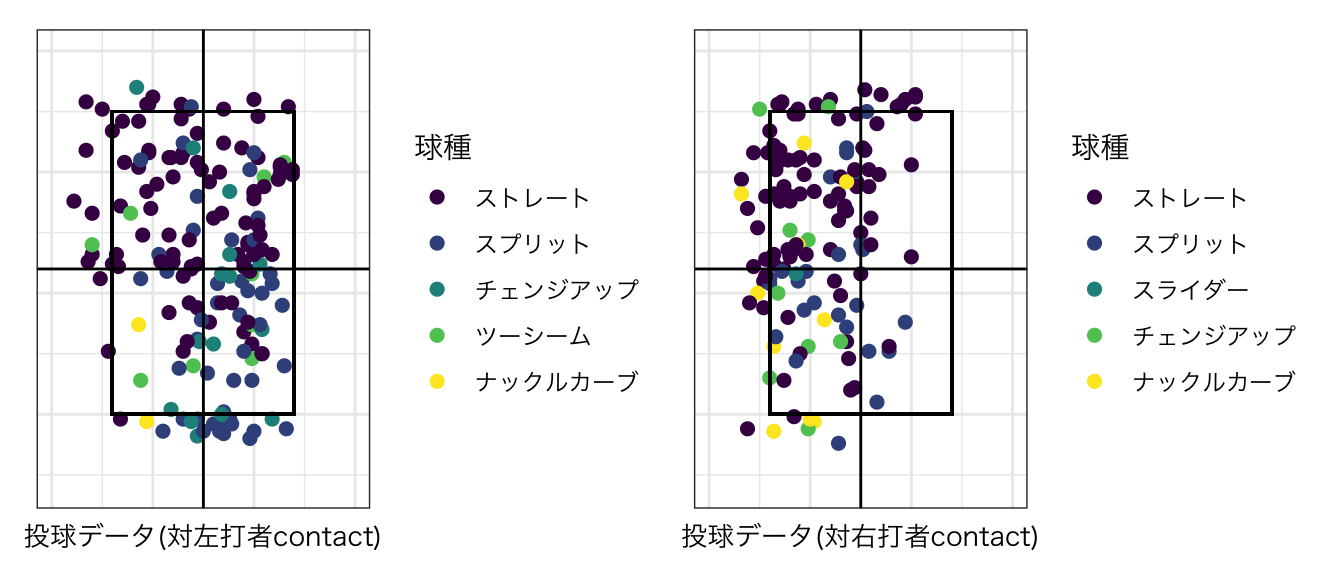 球種
ストレート
スプリット
チェンジアップ
ツーシーム
ナックルカーブ
投球データ(対左打者contact)
球種
ストレート
スプリット
スライダー
チェンジアップ
ナックルカーブ
投球データ(対右打者contact)